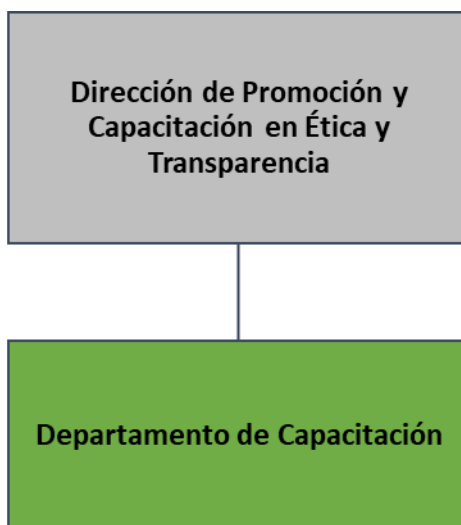 Dirección de Promoción y
Capacitación en Ética y
Transparencia
Departamento de Capacitación